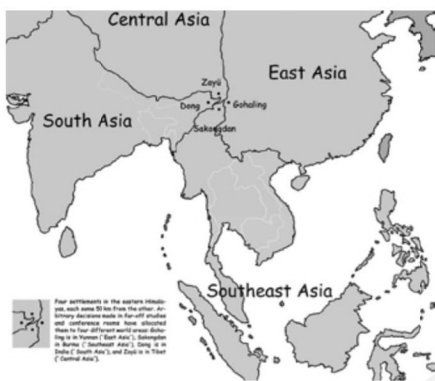 Central Asia
East Asia
Zayü
Dong
Gohaling
South Asia
Sakongdan
Southeast Asia
Four settlements in the eastern Himala-
yas, each some 50 km from the other. Ar-
bitrary decisions made in far-off studies
and conference rooms have allocated
them to four different world areas: Goha-
ling is in Yunnan ('East Asia'), Sakongdan
in Burma ('Southeast Asia'), Dong is in
India ('South Asia'), and Zayü is in Tibet
('Central Asia').